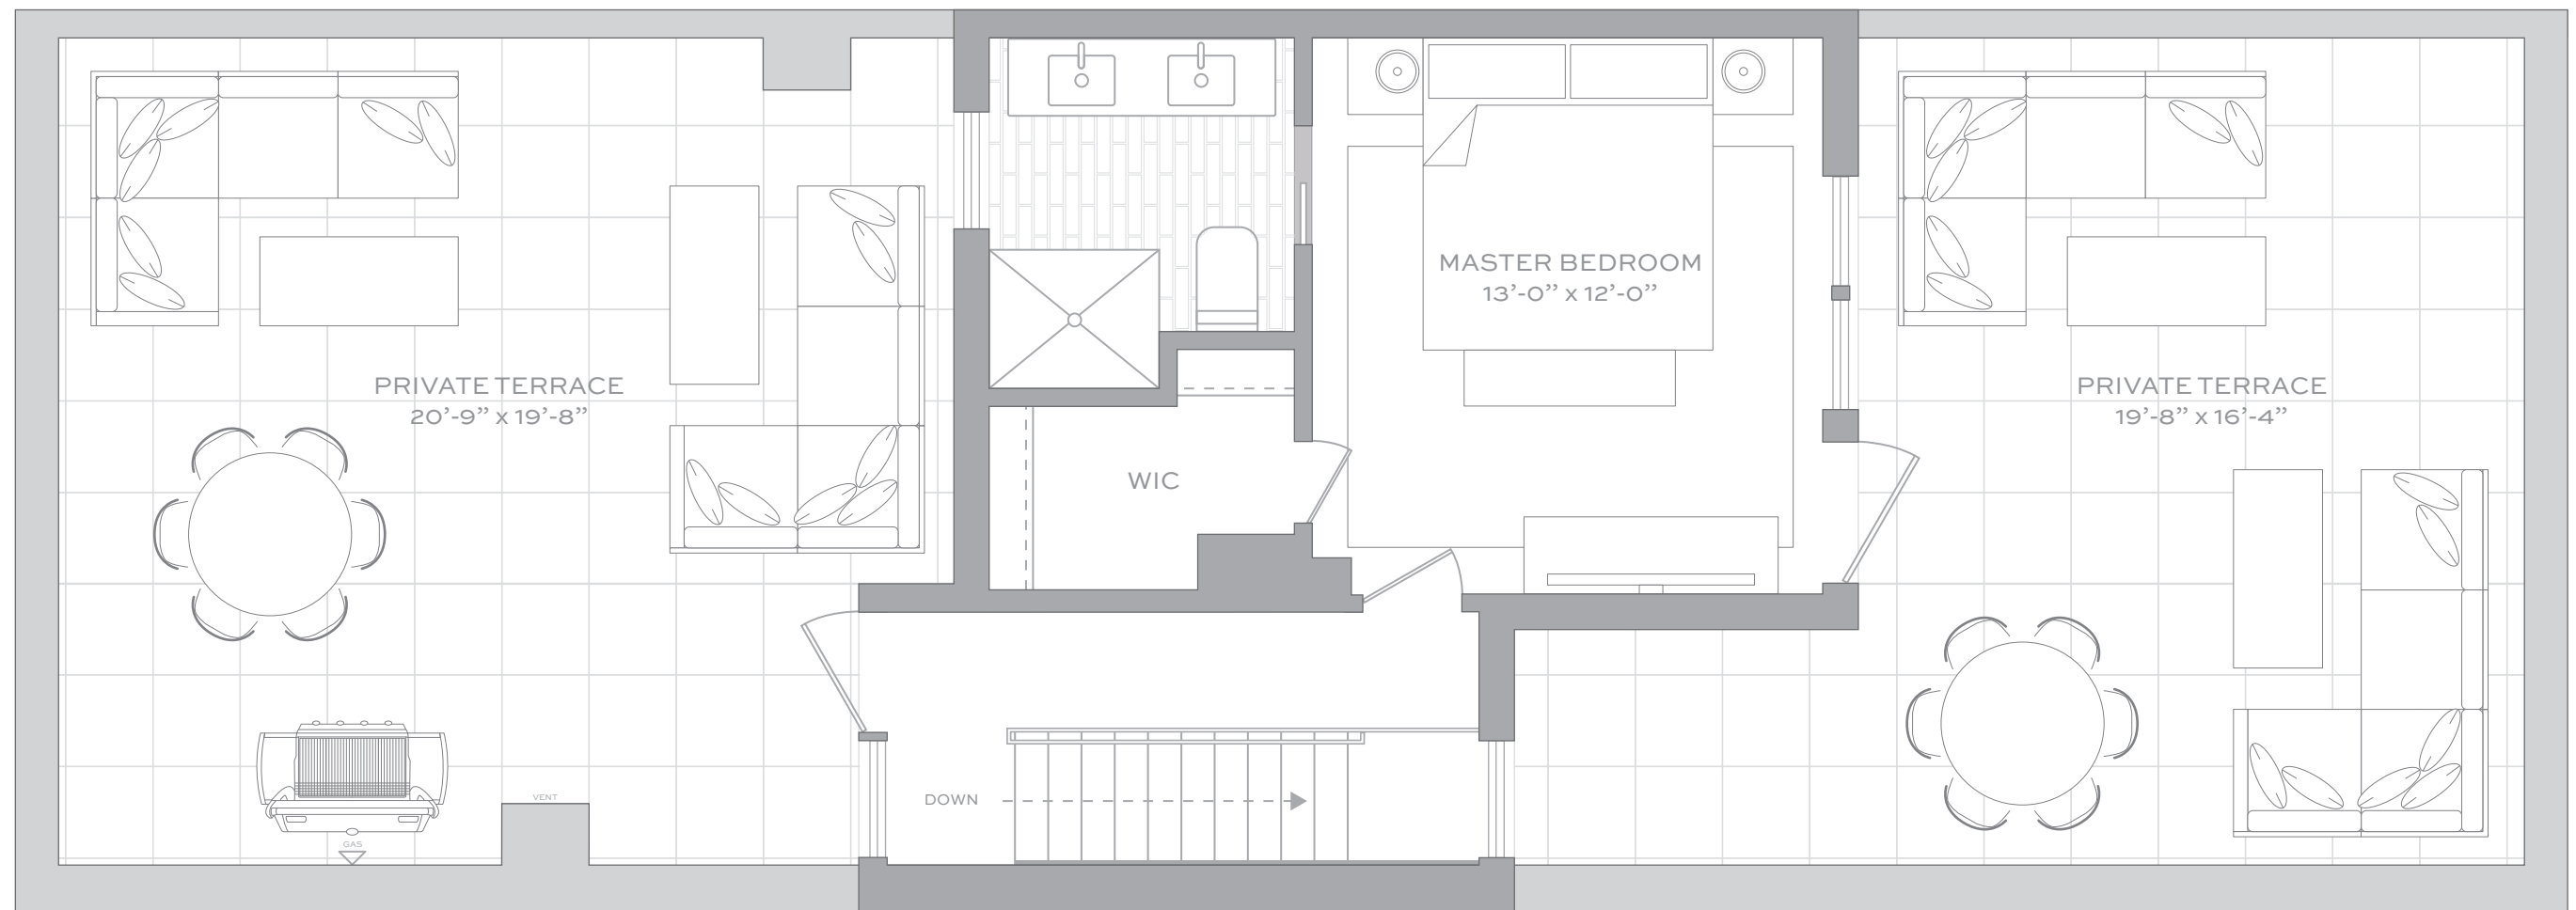 MASTER BEDROOM
13’-0” x 12’-0”
PRIVATE TERRACE
20’-9” x 19’-8”
PRIVATE TERRACE
19’-8” x 16’-4”
WIC
DOWN
VENT
GAS